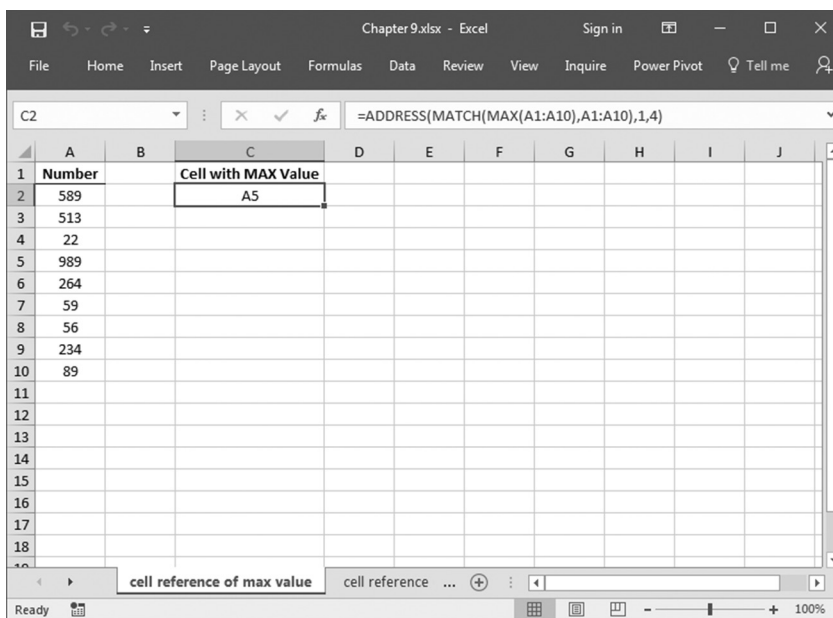 Chapter 9.xlsx - Excel Sign in
File Home Insert Page Layout Formulas Data Review View Inquire Power Pivot Tell me
C2 fx =ADDRESS(MATCH(MAX(A1:A10),A1:A10),1,4)
A B C D E F G H I J
1 Number Cell with MAX Value
2 589 A5
3 513
4 22
5 989
6 264
7 59
8 56
9 234
10 89
11
12
13
14
15
16
17
18
19
cell reference of max value cell reference ...
Ready 100%